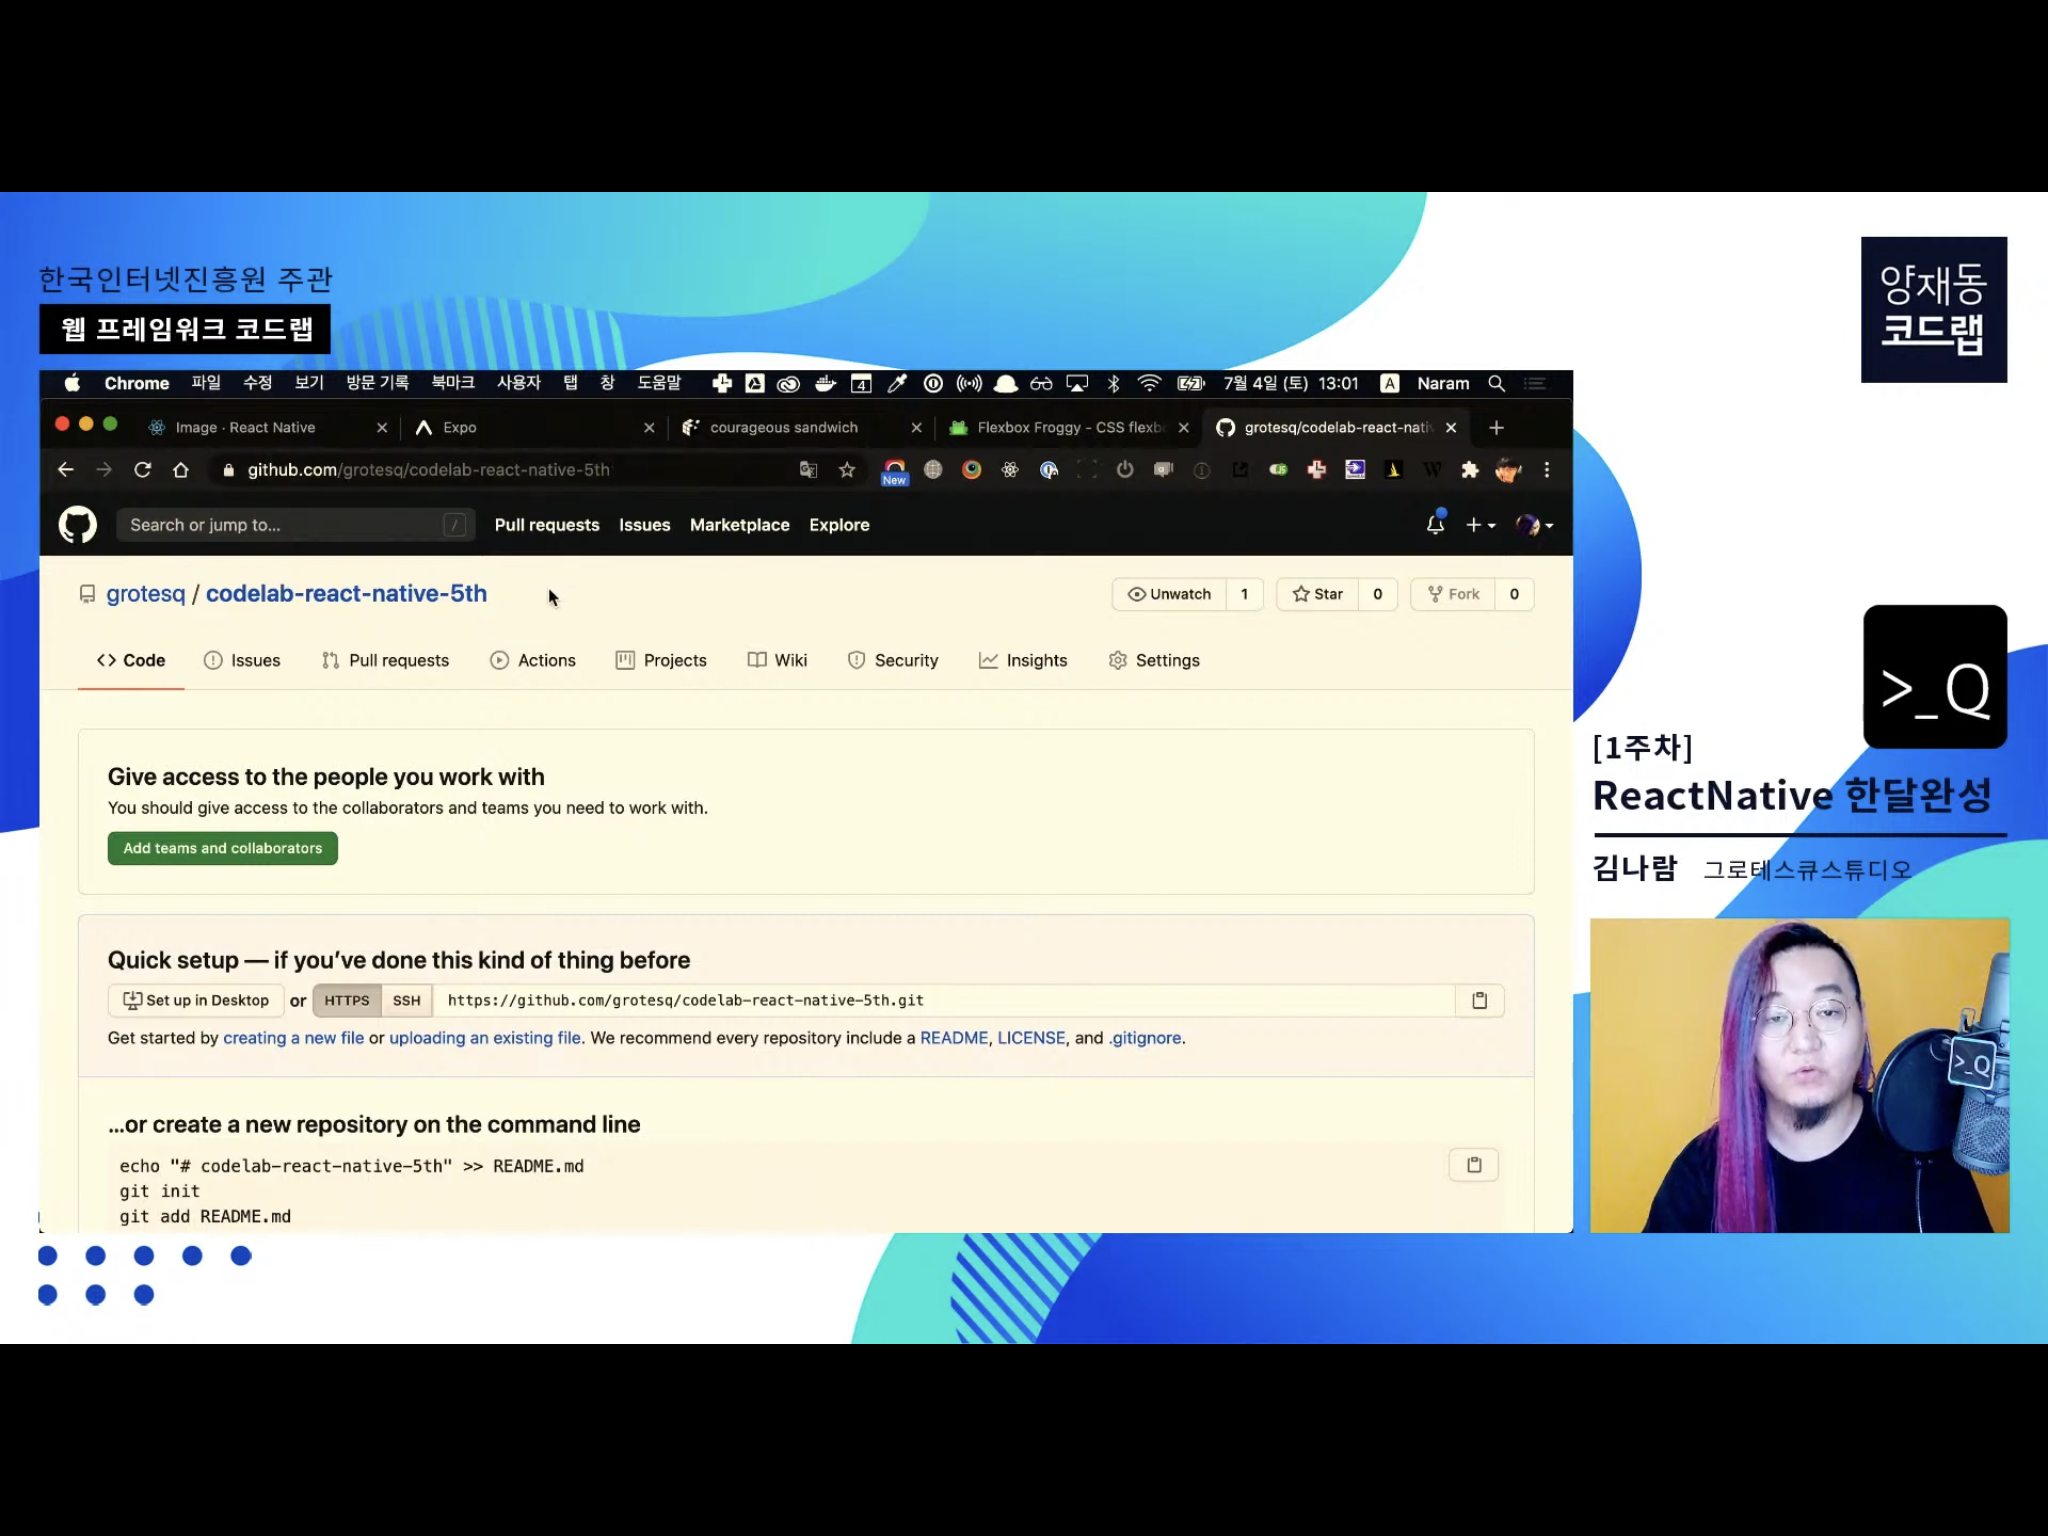 한국인터넷진흥원 주관
웹 프레임워크 코드랩
양재동
코드랩
Chrome 파일 수정 보기 방문 기록 북마크 사용자 탭 창 도움말 4 7월 4일 (토) 13:01 A Naram
Image · React Native
Expo
courageous sandwich
Flexbox Froggy - CSS flexb
grotesq/codelab-react-nati
github.com/grotesq/codelab-react-native-5th
New
Search or jump to... /
Pull requests Issues Marketplace Explore
grotesq / codelab-react-native-5th
Unwatch 1 Star 0 Fork 0
Code Issues Pull requests Actions Projects Wiki Security Insights Settings
Give access to the people you work with
You should give access to the collaborators and teams you need to work with.
Add teams and collaborators
Quick setup — if you've done this kind of thing before
Set up in Desktop or HTTPS SSH https://github.com/grotesq/codelab-react-native-5th.git
Get started by creating a new file or uploading an existing file. We recommend every repository include a README, LICENSE, and .gitignore.
...or create a new repository on the command line
echo "# codelab-react-native-5th" >> README.md
git init
git add README.md
>_Q
[1주차]
ReactNative 한달완성
김나람 그로테스큐스튜디오
>_Q